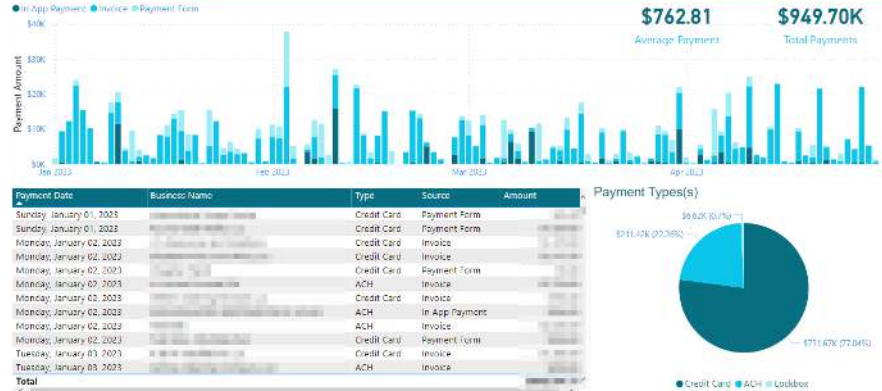 In App Payment Invoice Payment Form
$762.81 $949.70K
Average Payment Total Payments
$40K
$30K
$20K
$10K
$0K
Payment Amount
Jan 2023 Feb 2023 Mar 2023 Apr 2023
Payment Date Business Name Type Source Amount
Sunday, January 01, 2023 Credit Card Payment Form
Sunday, January 01, 2023 Credit Card Payment Form
Monday, January 02, 2023 Credit Card Invoice
Monday, January 02, 2023 Credit Card Invoice
Monday, January 02, 2023 Credit Card Payment Form
Monday, January 02, 2023 ACH Invoice
Monday, January 02, 2023 Credit Card Invoice
Monday, January 02, 2023 ACH In App Payment
Monday, January 02, 2023 ACH Invoice
Monday, January 02, 2023 Credit Card Payment Form
Tuesday, January 03, 2023 Credit Card Invoice
Tuesday, January 03, 2023 ACH Invoice
Total
Payment Types(s)
$6.62K (0.7%)
$211.42K (22.26%)
$731.67K (77.04%)
Credit Card ACH Lockbox